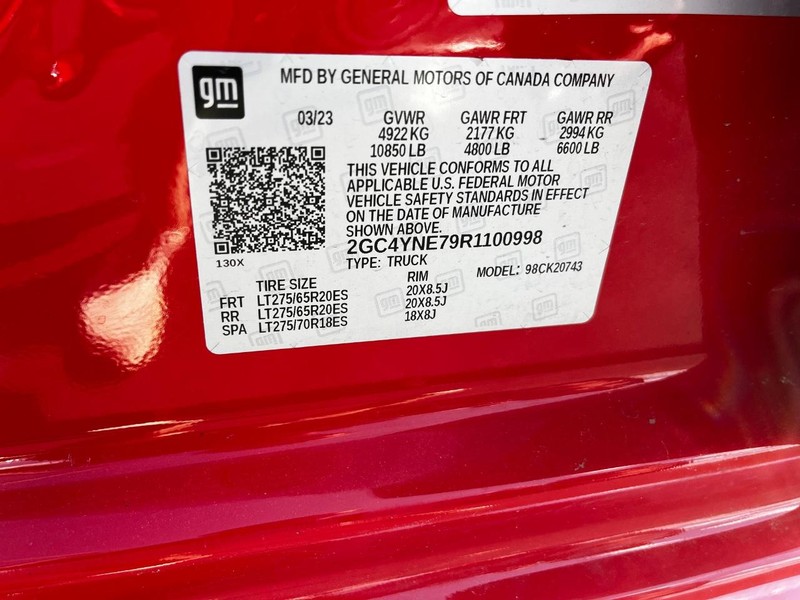 gm
MFD BY GENERAL MOTORS OF CANADA COMPANY
03/23 GVWR GAWR FRT GAWR RR
4922 KG 2177 KG 2994 KG
10850 LB 4800 LB 6600 LB
THIS VEHICLE CONFORMS TO ALL
APPLICABLE U.S. FEDERAL MOTOR
VEHICLE SAFETY STANDARDS IN EFFECT
ON THE DATE OF MANUFACTURE
SHOWN ABOVE.
2GC4YNE79R1100998
130X
TYPE: TRUCK
MODEL: 98CK20743
TIRE SIZE RIM
FRT LT275/65R20ES 20X8.5J
RR LT275/65R20ES 20X8.5J
SPA LT275/70R18ES 18X8J